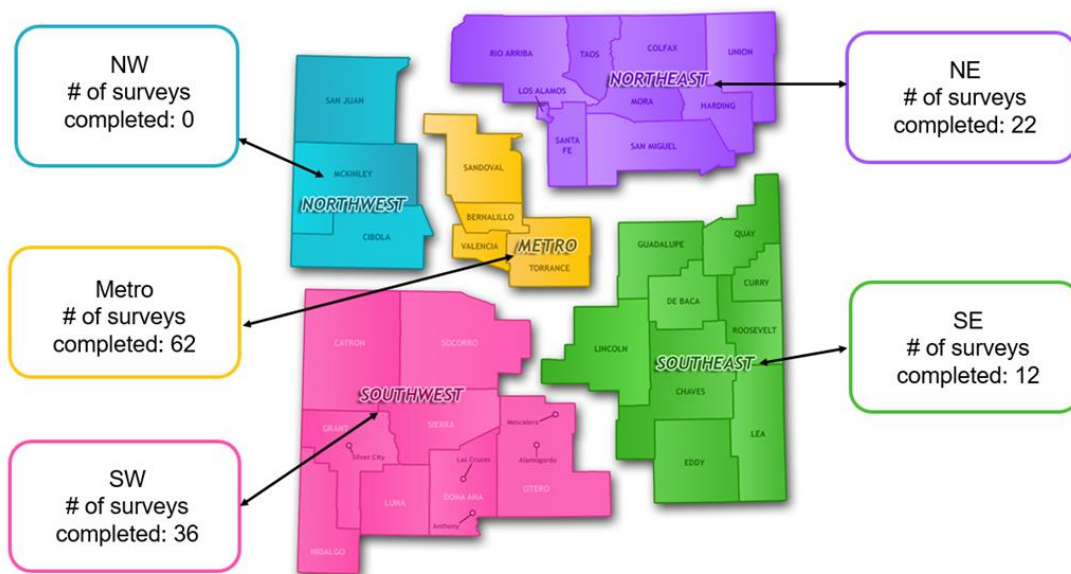 NW
# of surveys
completed: 0
Metro
# of surveys
completed: 62
SW
# of surveys
completed: 36
SAN JUAN
MCKINLEY
NORTHWEST
CIBOLA
SANDOVAL
BERNALILLO
VALENCIA
METRO
TORRANCE
RIO ARRIBA
TAOS
COLFAX
UNION
NORTHEAST
LOS ALAMOS
MORA
HARDING
SANTA
FE
SAN MIGUEL
CATRON
SOCORRO
SOUTHWEST
GRANT
SIERRA
Silver City
Mescalero
Las Cruces
Alamogordo
LUNA
DONA ANA
OTERO
Anthony
HIDALGO
GUADALUPE
QUAY
CURRY
DE BACA
ROOSEVELT
LINCOLN
SOUTHEAST
CHAVES
LEA
EDDY
NE
# of surveys
completed: 22
SE
# of surveys
completed: 12